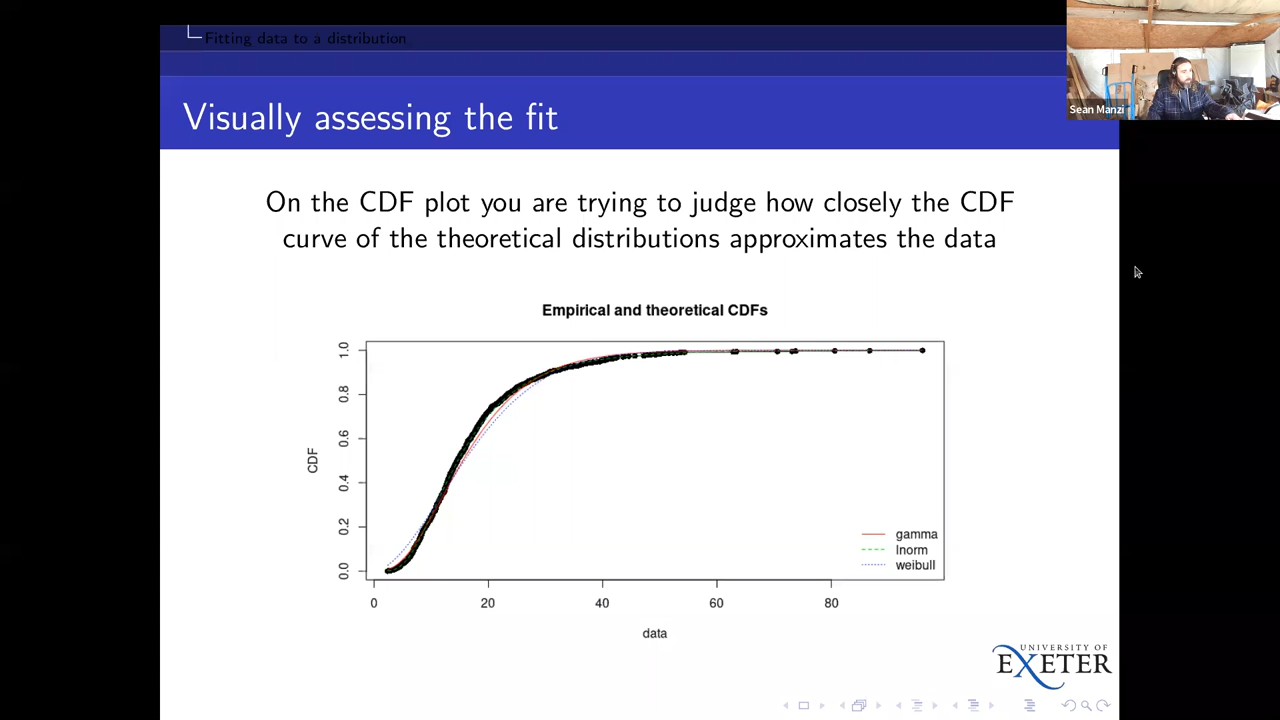 Fitting data to a distribution
Sean Manzi
Visually assessing the fit
On the CDF plot you are trying to judge how closely the CDF
curve of the theoretical distributions approximates the data
Empirical and theoretical CDFs
1.0
0.8
0.6
0.4
0.2
0.0
CDF
gamma
lnorm
weibull
0 20 40 60 80
data
UNIVERSITY OF
EXETER